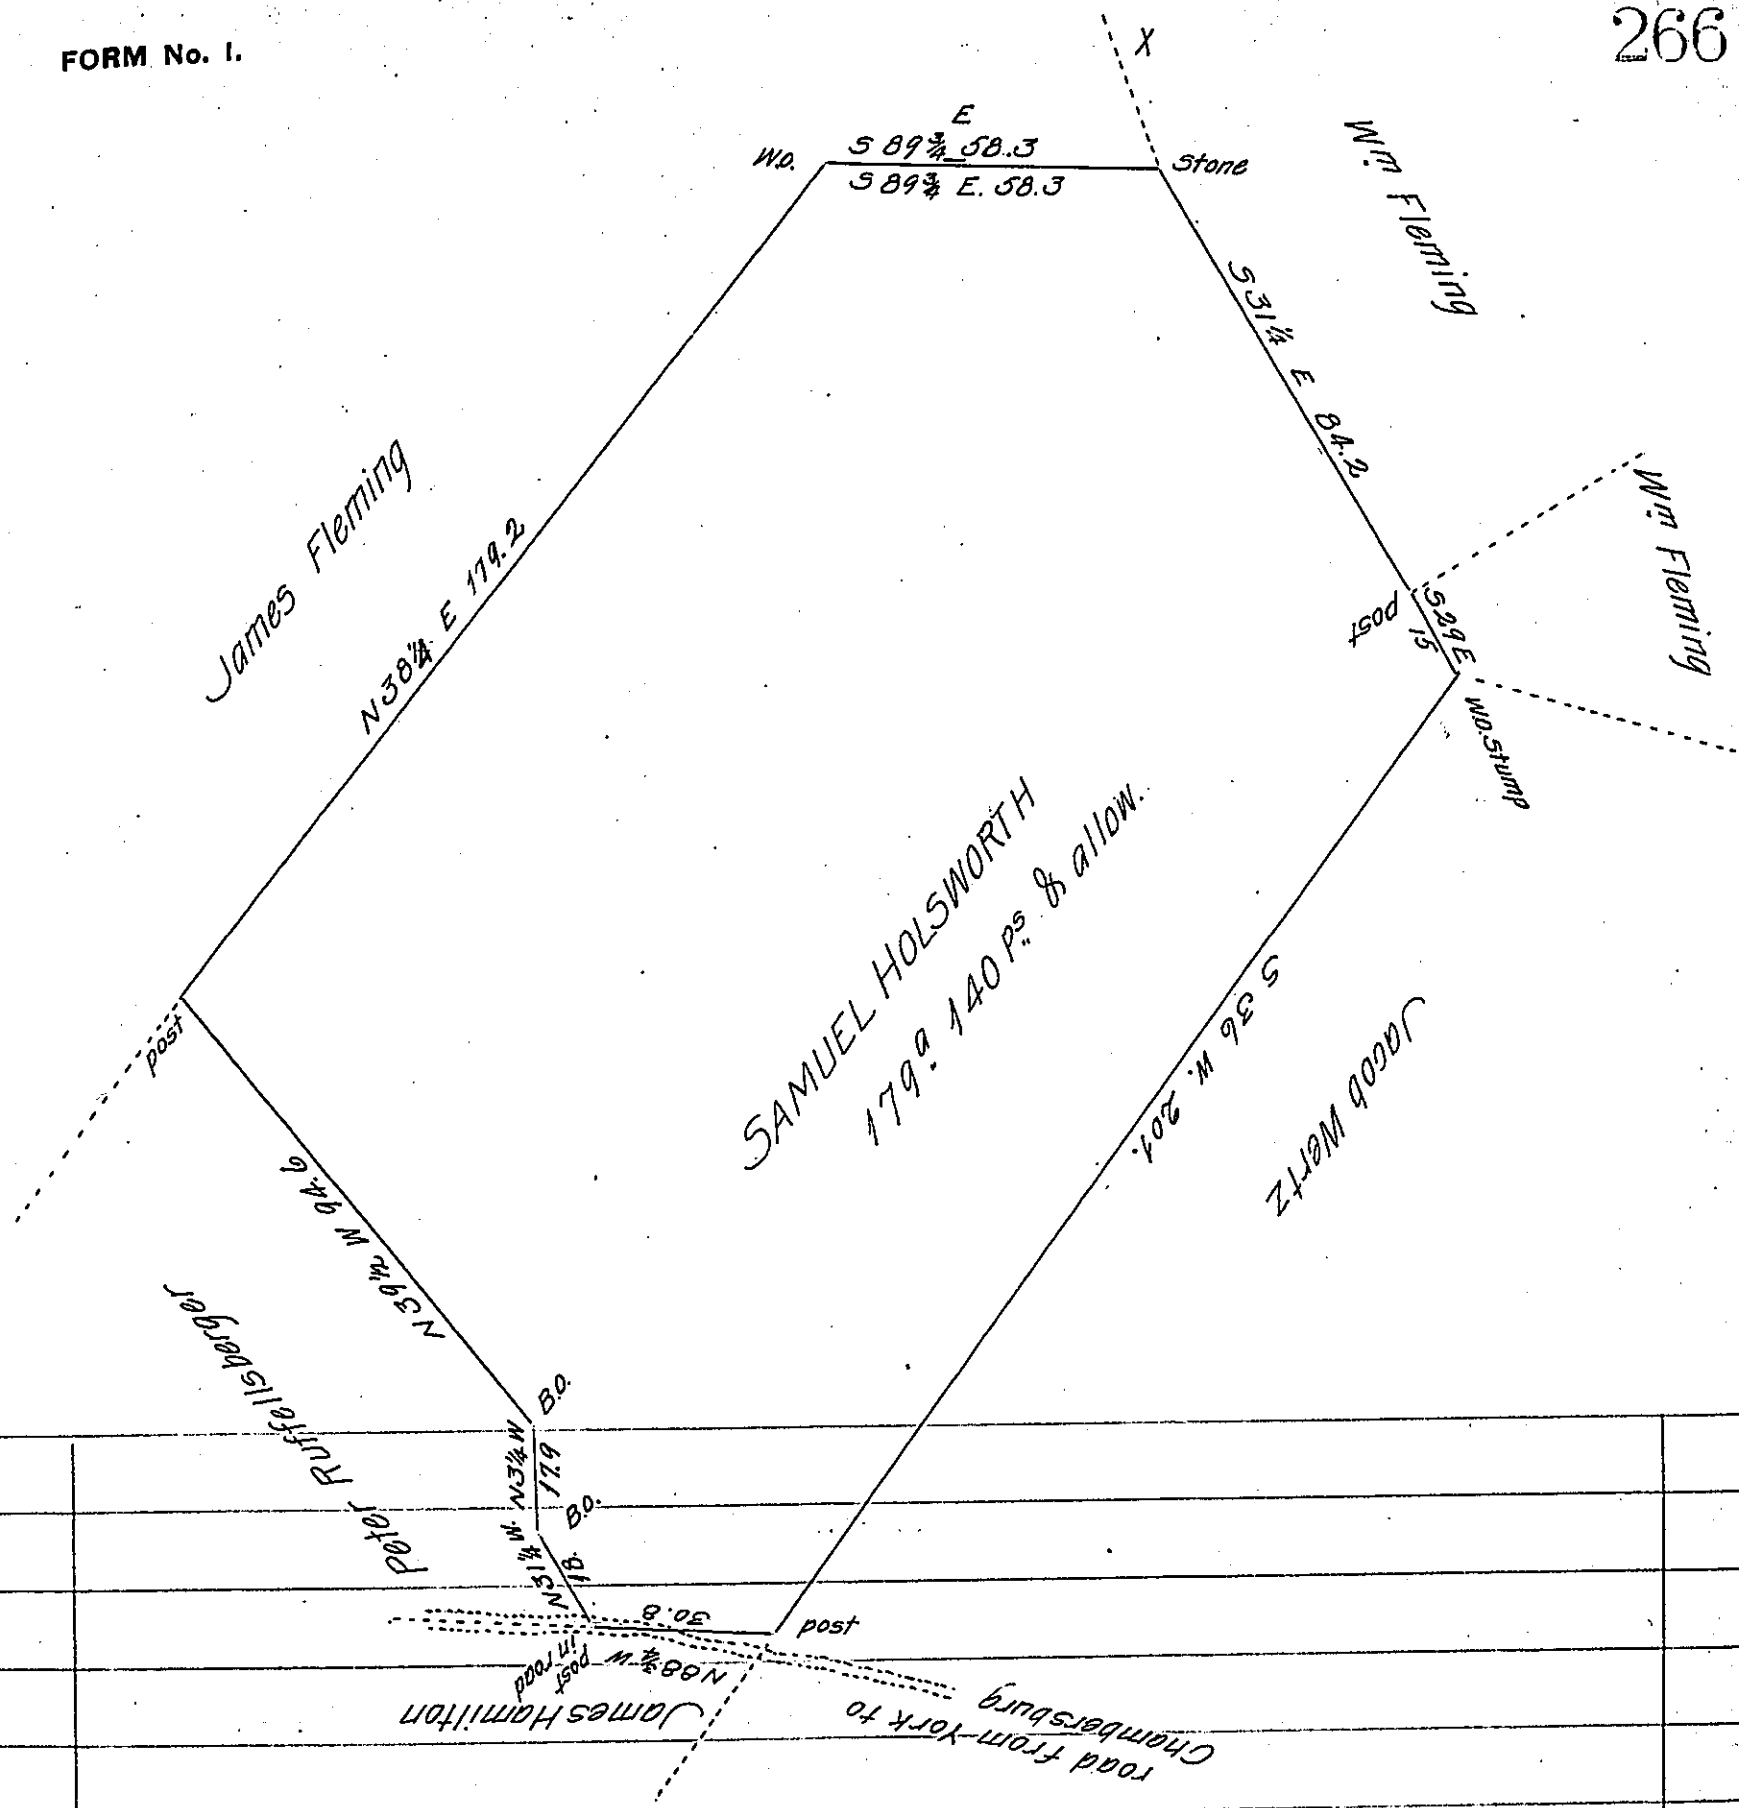 FORM No. 1.
266
X
E
S 89¾ 58.3
S 89¾ E. 58.3
W.O.
Stone
Wm Fleming
S 31¼ E 84.2
Wm Fleming
post
S 29 E
15
W.O. Stump
James Fleming
N 38¼ E 179.2
SAMUEL HOLSWORTH
179a 140 ps & allow.
S 36 W. 201.
Jacob Wertz
post
N 39½ W 94.6
Peter Ruffellsberger
B.O.
N 3¼ W
17.9
B.O.
N 31¼ W.
18.
30.8
N 88¾ W
post
post
in road
James Hamilton
road from York to
Chambersburg